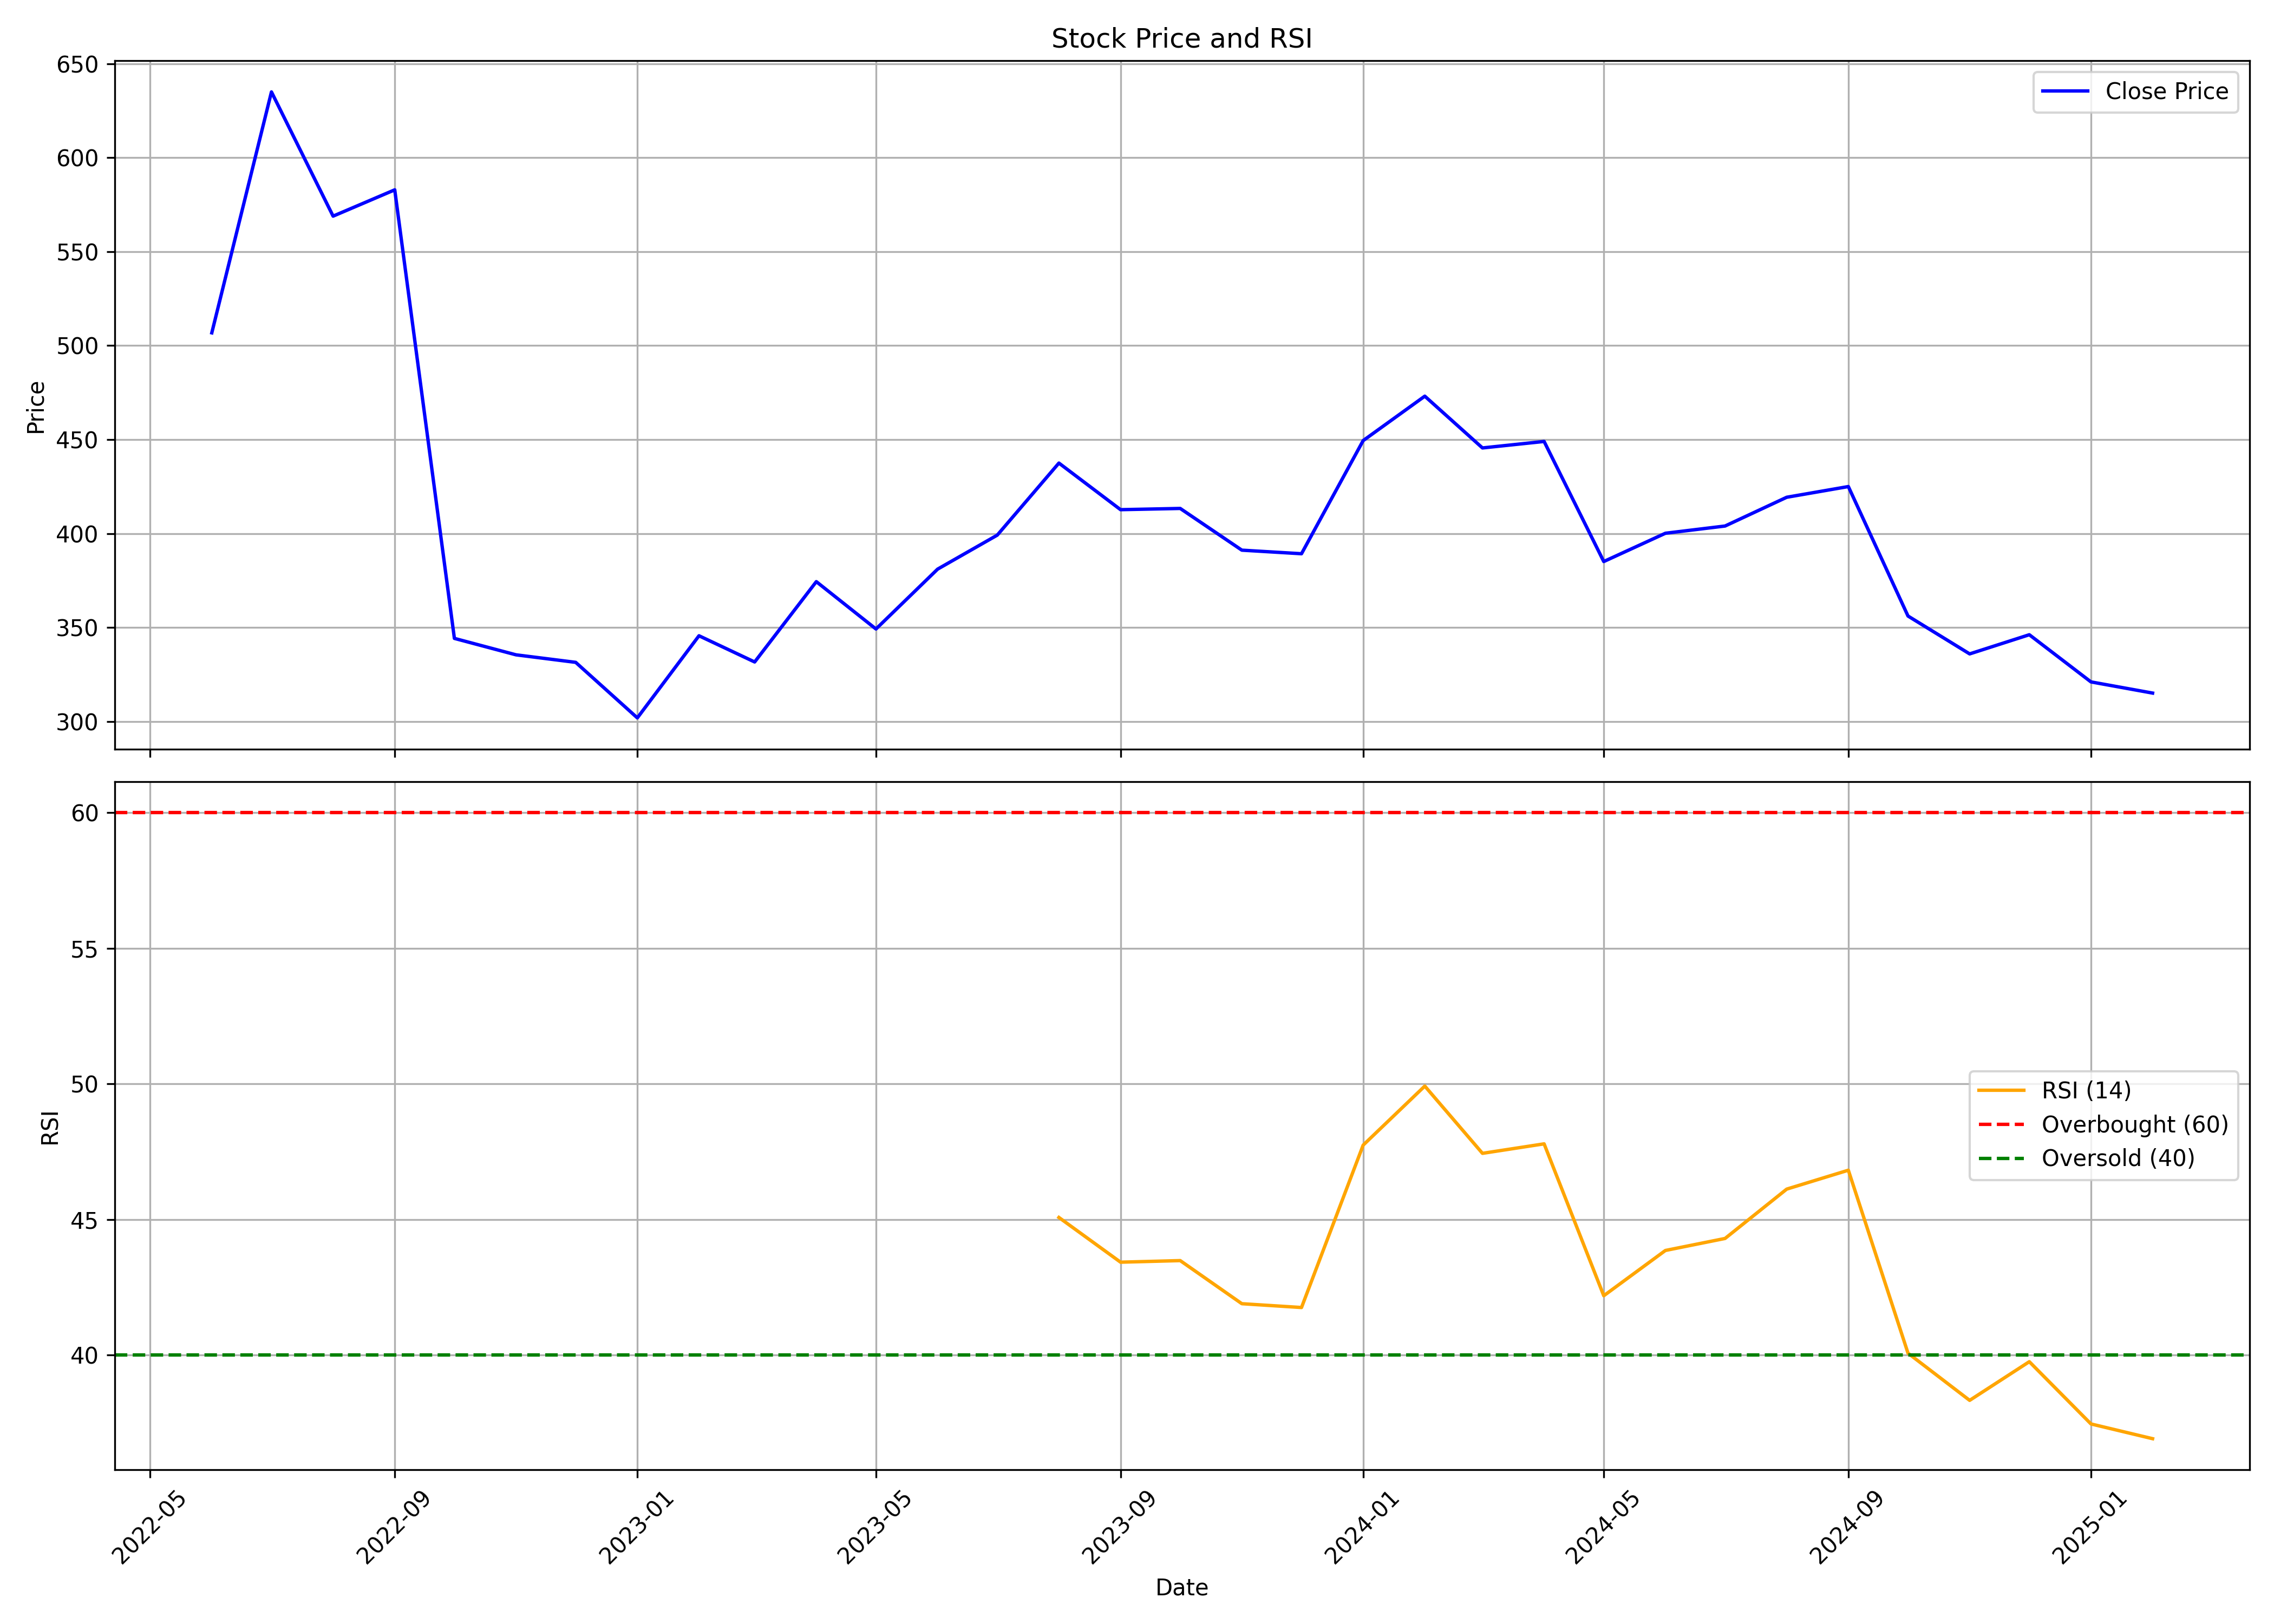 Stock Price and RSI
650
600
550
500
450
400
350
300
Price
Close Price
60
55
50
45
40
RSI
RSI (14)
Overbought (60)
Oversold (40)
2022-05
2022-09
2023-01
2023-05
2023-09
2024-01
2024-05
2024-09
2025-01
Date